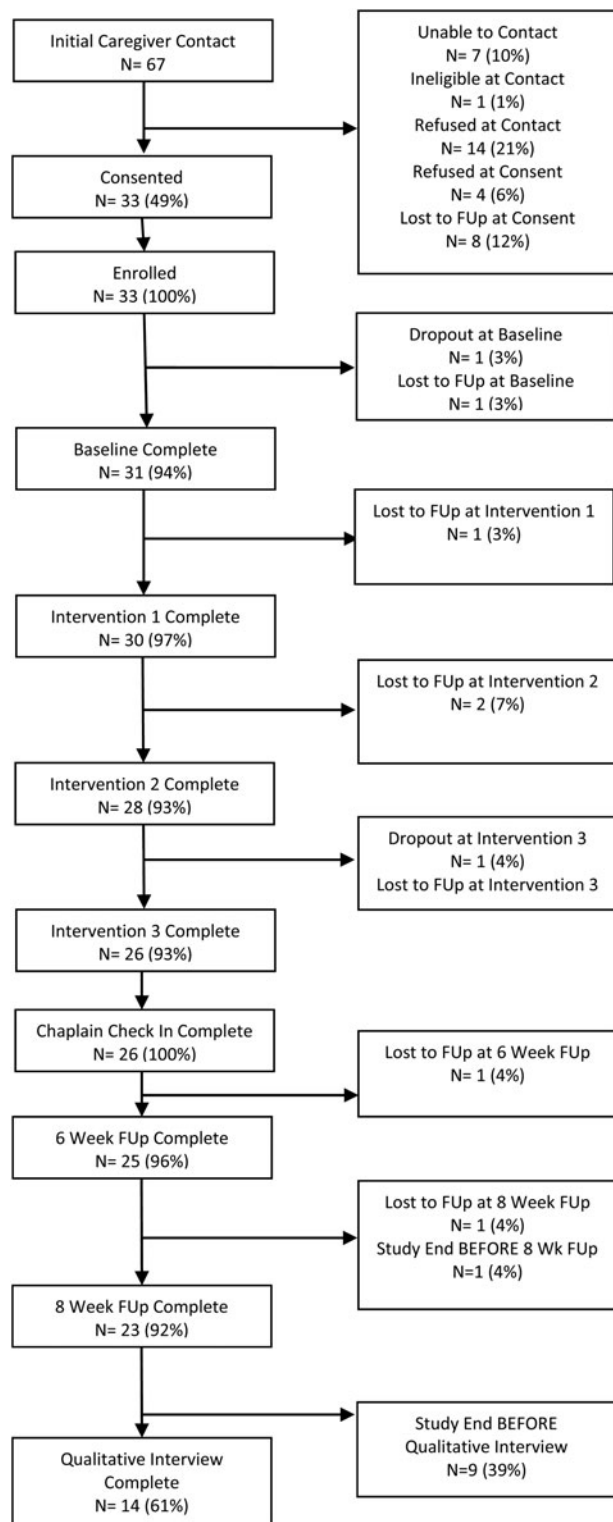 Initial Caregiver Contact
N= 67
Unable to Contact
N= 7 (10%)
Ineligible at Contact
N= 1 (1%)
Refused at Contact
N= 14 (21%)
Refused at Consent
N= 4 (6%)
Lost to FUp at Consent
N= 8 (12%)
Consented
N= 33 (49%)
Enrolled
N= 33 (100%)
Dropout at Baseline
N= 1 (3%)
Lost to FUp at Baseline
N= 1 (3%)
Baseline Complete
N= 31 (94%)
Lost to FUp at Intervention 1
N= 1 (3%)
Intervention 1 Complete
N= 30 (97%)
Lost to FUp at Intervention 2
N= 2 (7%)
Intervention 2 Complete
N= 28 (93%)
Dropout at Intervention 3
N= 1 (4%)
Lost to FUp at Intervention 3
Intervention 3 Complete
N= 26 (93%)
Chaplain Check In Complete
N= 26 (100%)
Lost to FUp at 6 Week FUp
N= 1 (4%)
6 Week FUp Complete
N= 25 (96%)
Lost to FUp at 8 Week FUp
N= 1 (4%)
Study End BEFORE 8 Wk FUp
N=1 (4%)
8 Week FUp Complete
N= 23 (92%)
Study End BEFORE
Qualitative Interview
N=9 (39%)
Qualitative Interview
Complete
N= 14 (61%)